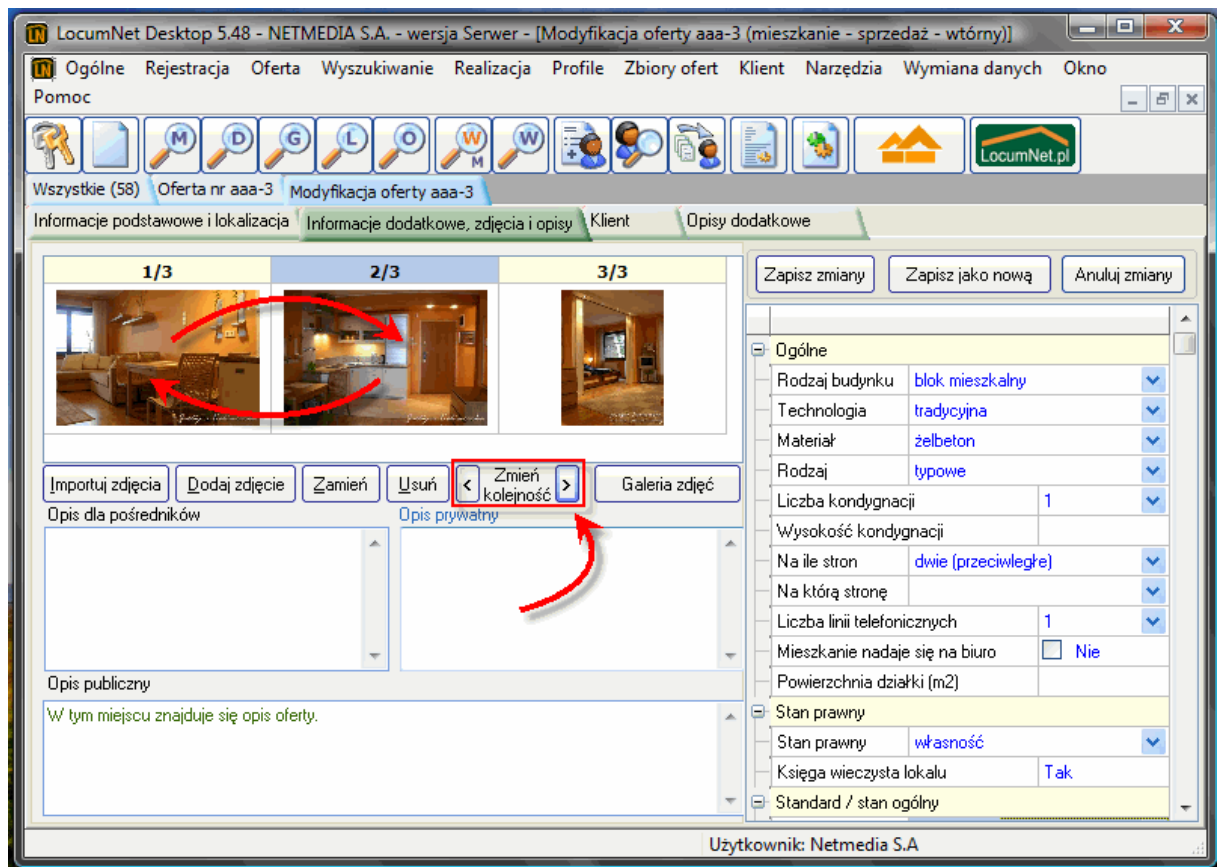 LocumNet Desktop 5.48 - NETMEDIA S.A. - wersja Serwer - [Modyfikacja oferty aaa-3 (mieszkanie - sprzedaż - wtórny)]
Ogólne Rejestracja Oferta Wyszukiwanie Realizacja Profile Zbiory ofert Klient Narzędzia Wymiana danych Okno
Pomoc
M D G L O W M W LocumNet.pl
Wszystkie (58) Oferta nr aaa-3 Modyfikacja oferty aaa-3
Informacje podstawowe i lokalizacja Informacje dodatkowe, zdjęcia i opisy Klient Opisy dodatkowe
1/3 2/3 3/3
Importuj zdjęcia Dodaj zdjęcie Zamień Usuń < Zmień kolejność > Galeria zdjęć
Opis dla pośredników Opis prywatny
Opis publiczny
W tym miejscu znajduje się opis oferty.
Zapisz zmiany Zapisz jako nową Anuluj zmiany
Ogólne
Rodzaj budynku blok mieszkalny
Technologia tradycyjna
Materiał żelbeton
Rodzaj typowe
Liczba kondygnacji 1
Wysokość kondygnacji
Na ile stron dwie (przeciwległe)
Na którą stronę
Liczba linii telefonicznych 1
Mieszkanie nadaje się na biuro Nie
Powierzchnia działki (m2)
Stan prawny
Stan prawny własność
Księga wieczysta lokalu Tak
Standard / stan ogólny
Użytkownik: Netmedia S.A